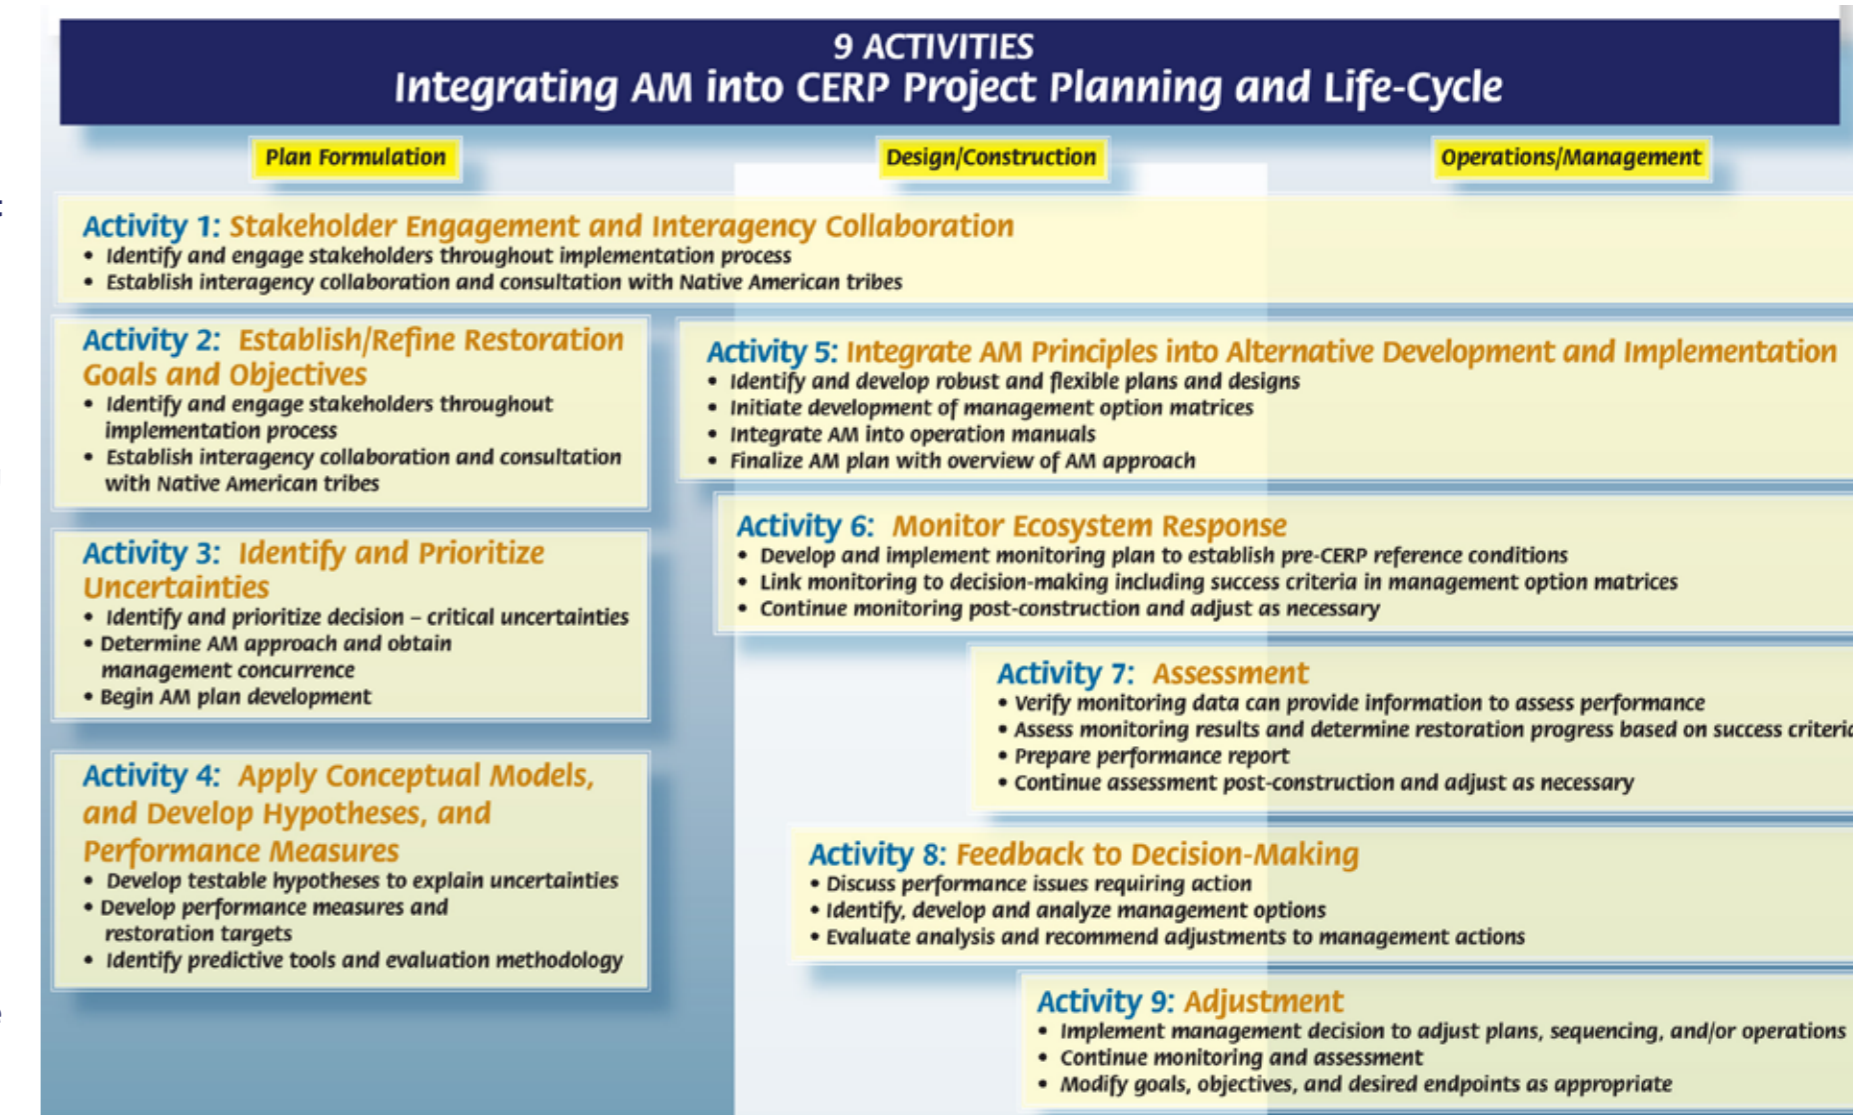 9 ACTIVITIES
Integrating AM into CERP Project Planning and Life-Cycle
Plan Formulation
Design/Construction
Operations/Management
Activity 1: Stakeholder Engagement and Interagency Collaboration
• Identify and engage stakeholders throughout implementation process
• Establish interagency collaboration and consultation with Native American tribes
Activity 2: Establish/Refine Restoration
Goals and Objectives
• Identify and engage stakeholders throughout
implementation process
• Establish interagency collaboration and consultation
with Native American tribes
Activity 3: Identify and Prioritize
Uncertainties
• Identify and prioritize decision – critical uncertainties
• Determine AM approach and obtain
management concurrence
• Begin AM plan development
Activity 4: Apply Conceptual Models,
and Develop Hypotheses, and
Performance Measures
• Develop testable hypotheses to explain uncertainties
• Develop performance measures and
restoration targets
• Identify predictive tools and evaluation methodology
Activity 5: Integrate AM Principles into Alternative Development and Implementation
• Identify and develop robust and flexible plans and designs
• Initiate development of management option matrices
• Integrate AM into operation manuals
• Finalize AM plan with overview of AM approach
Activity 6: Monitor Ecosystem Response
• Develop and implement monitoring plan to establish pre-CERP reference conditions
• Link monitoring to decision-making including success criteria in management option matrices
• Continue monitoring post-construction and adjust as necessary
Activity 7: Assessment
• Verify monitoring data can provide information to assess performance
• Assess monitoring results and determine restoration progress based on success criteria
• Prepare performance report
• Continue assessment post-construction and adjust as necessary
Activity 8: Feedback to Decision-Making
• Discuss performance issues requiring action
• Identify, develop and analyze management options
• Evaluate analysis and recommend adjustments to management actions
Activity 9: Adjustment
• Implement management decision to adjust plans, sequencing, and/or operations
• Continue monitoring and assessment
• Modify goals, objectives, and desired endpoints as appropriate